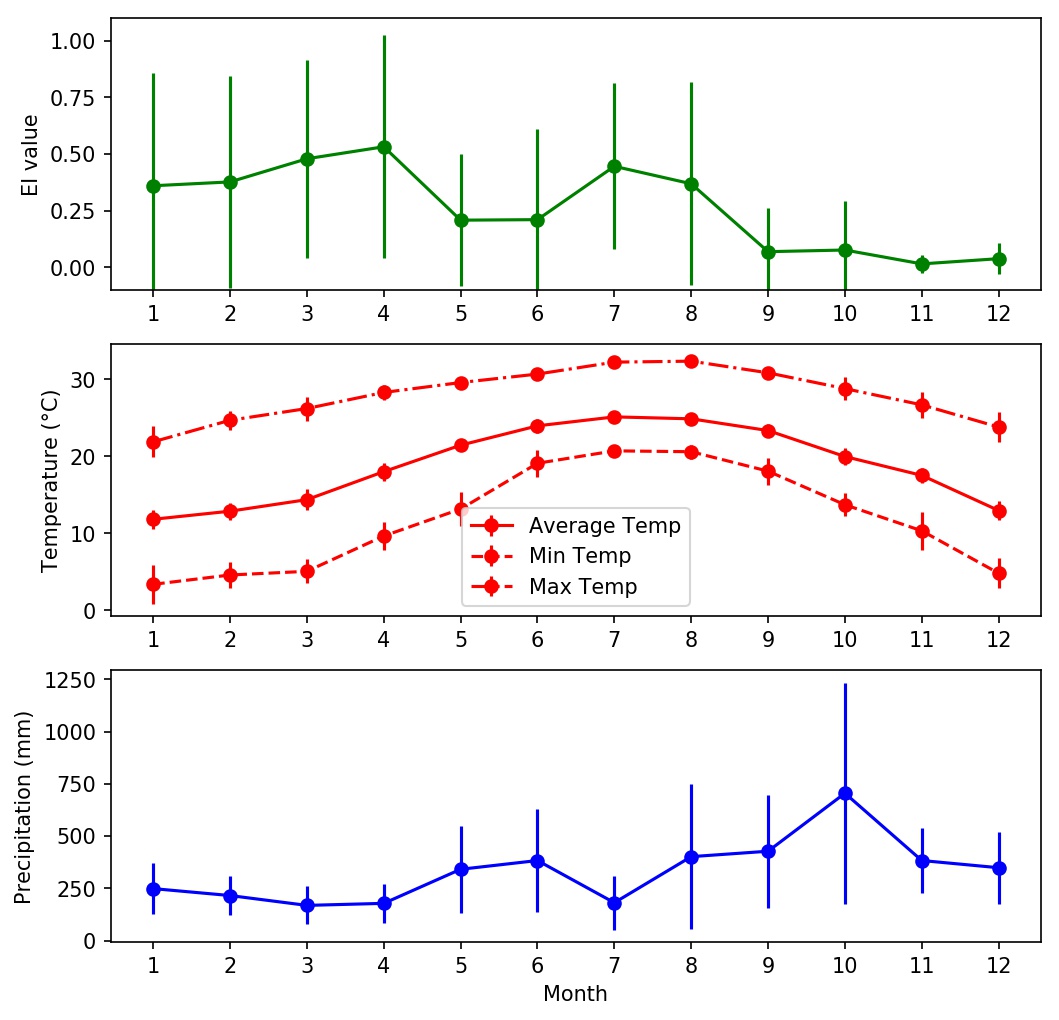 EI value
1.00
0.75
0.50
0.25
0.00
1 2 3 4 5 6 7 8 9 10 11 12
Temperature (°C)
30
20
10
0
Average Temp
Min Temp
Max Temp
1 2 3 4 5 6 7 8 9 10 11 12
Precipitation (mm)
1250
1000
750
500
250
0
1 2 3 4 5 6 7 8 9 10 11 12
Month